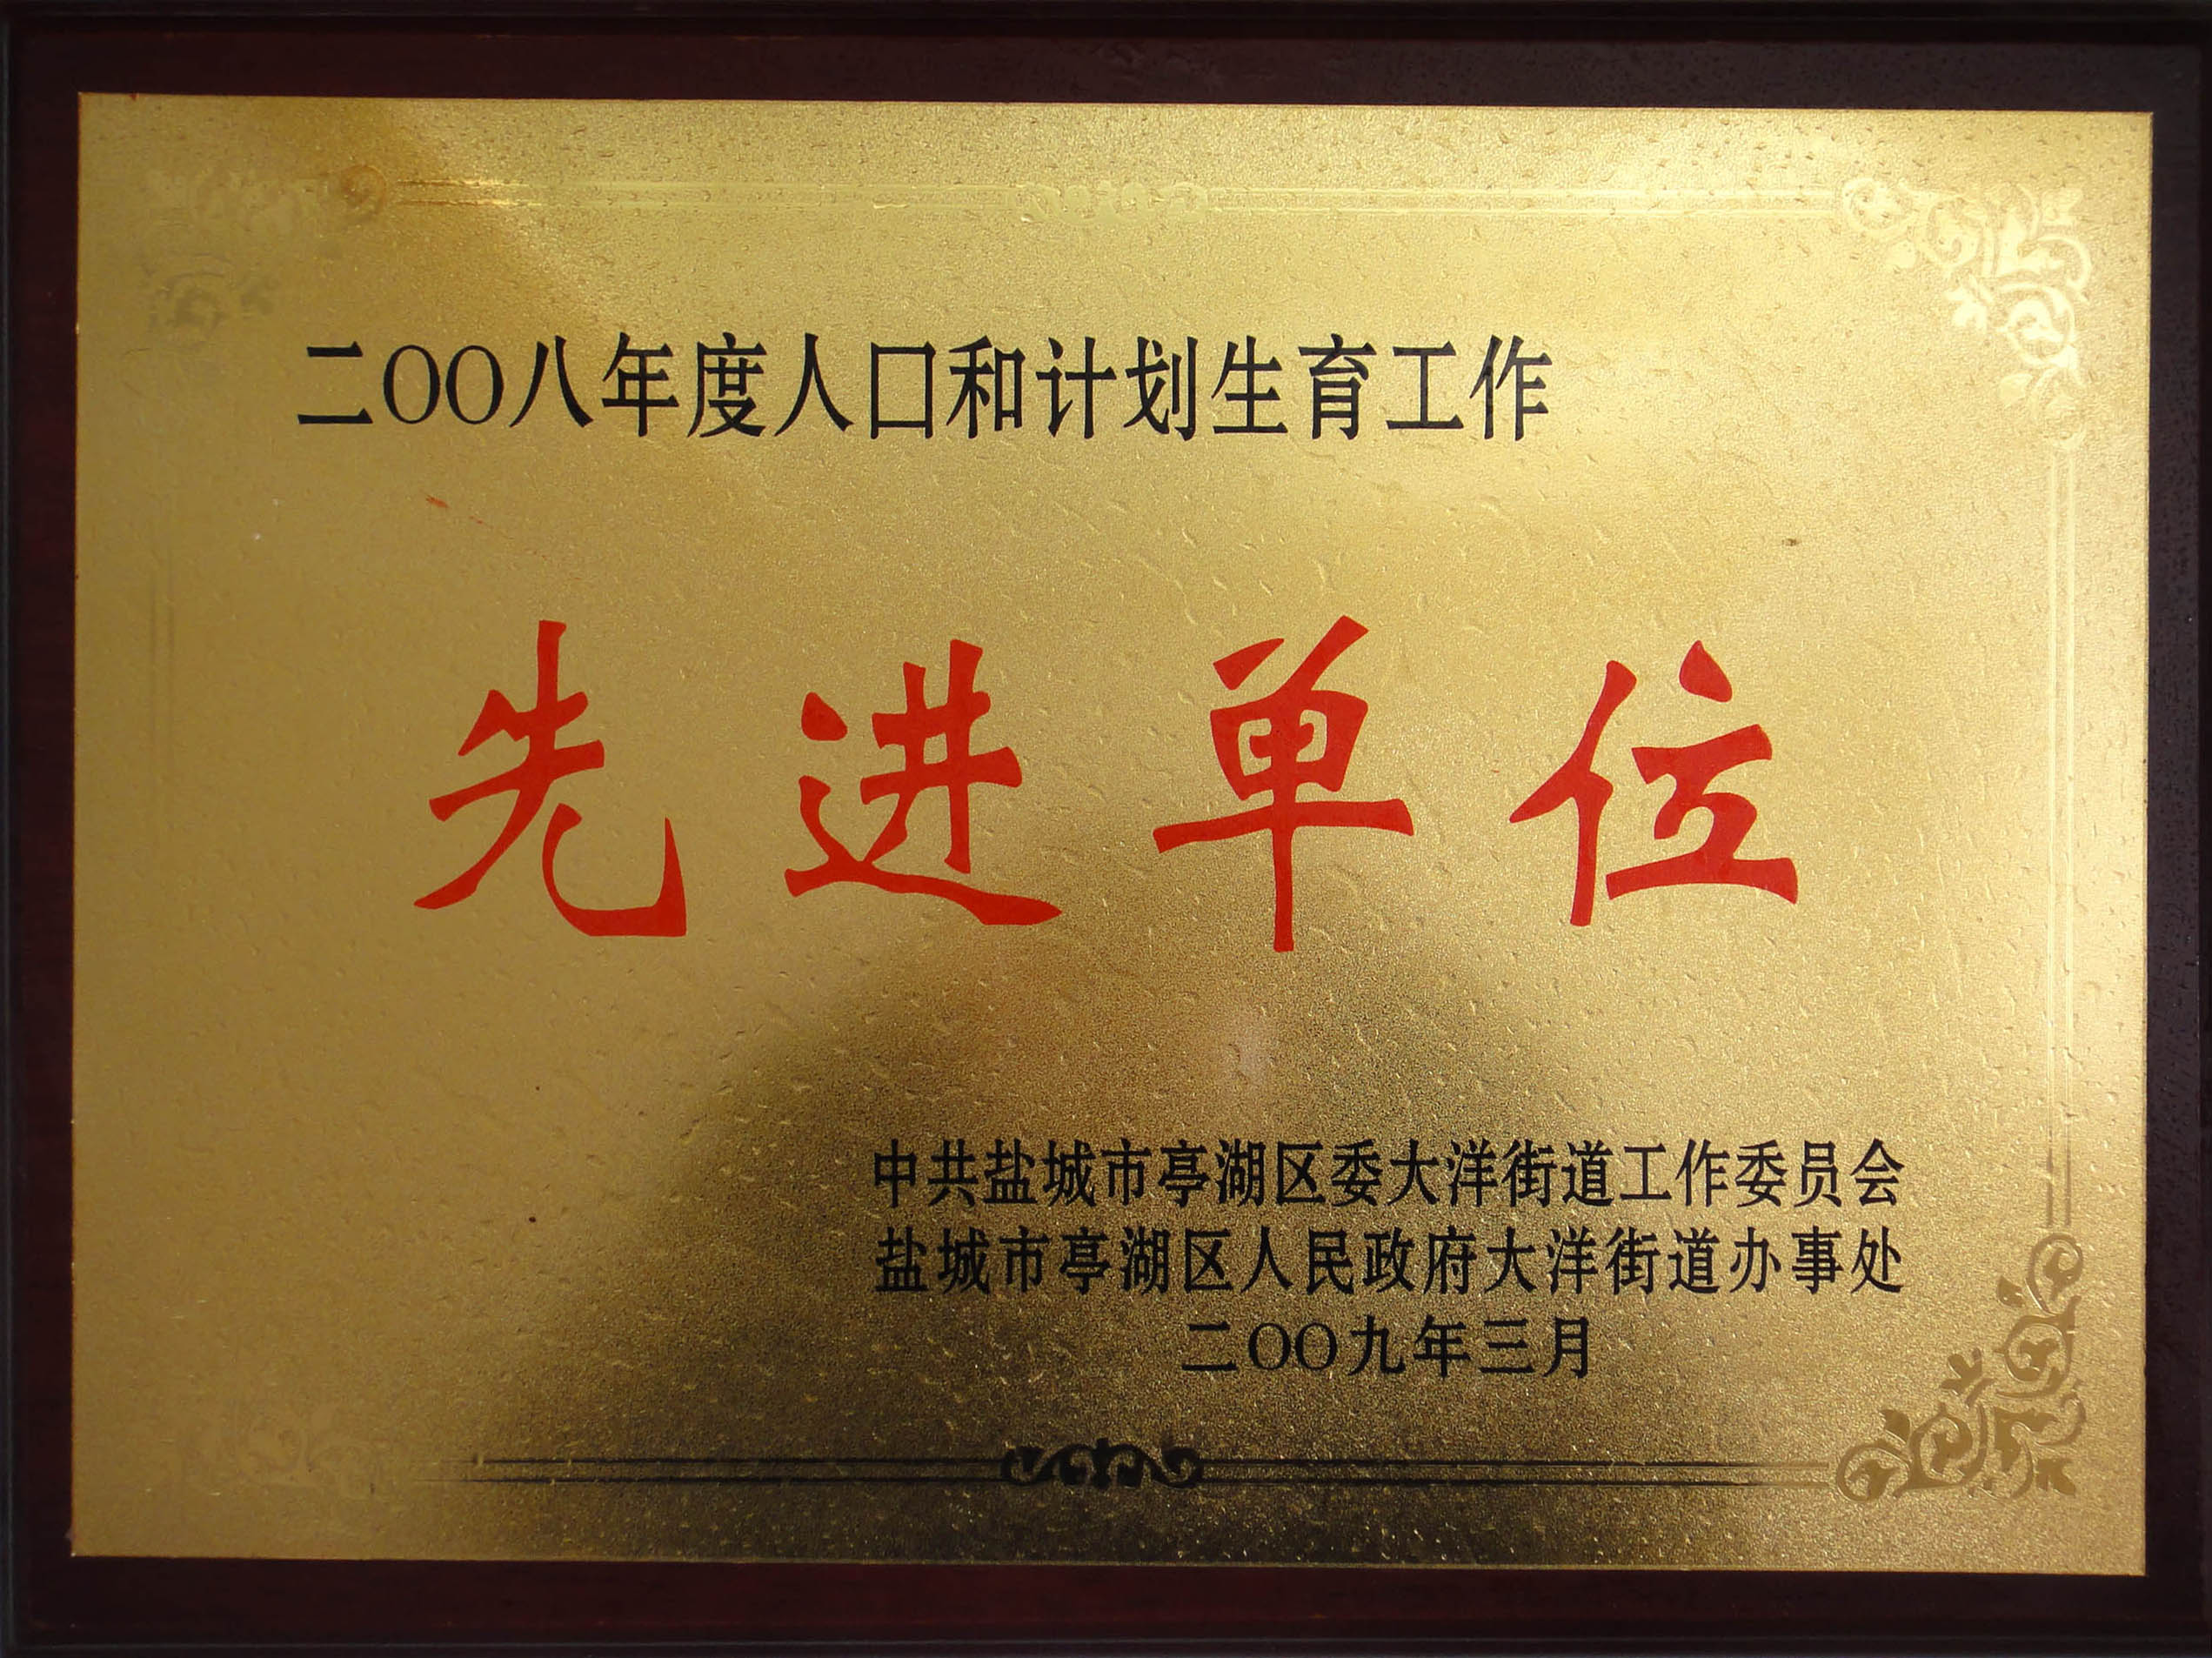 二OO八年度人口和计划生育工作
先进单位
中共盐城市亭湖区委大洋街道工作委员会
盐城市亭湖区人民政府大洋街道办事处
二OO九年三月